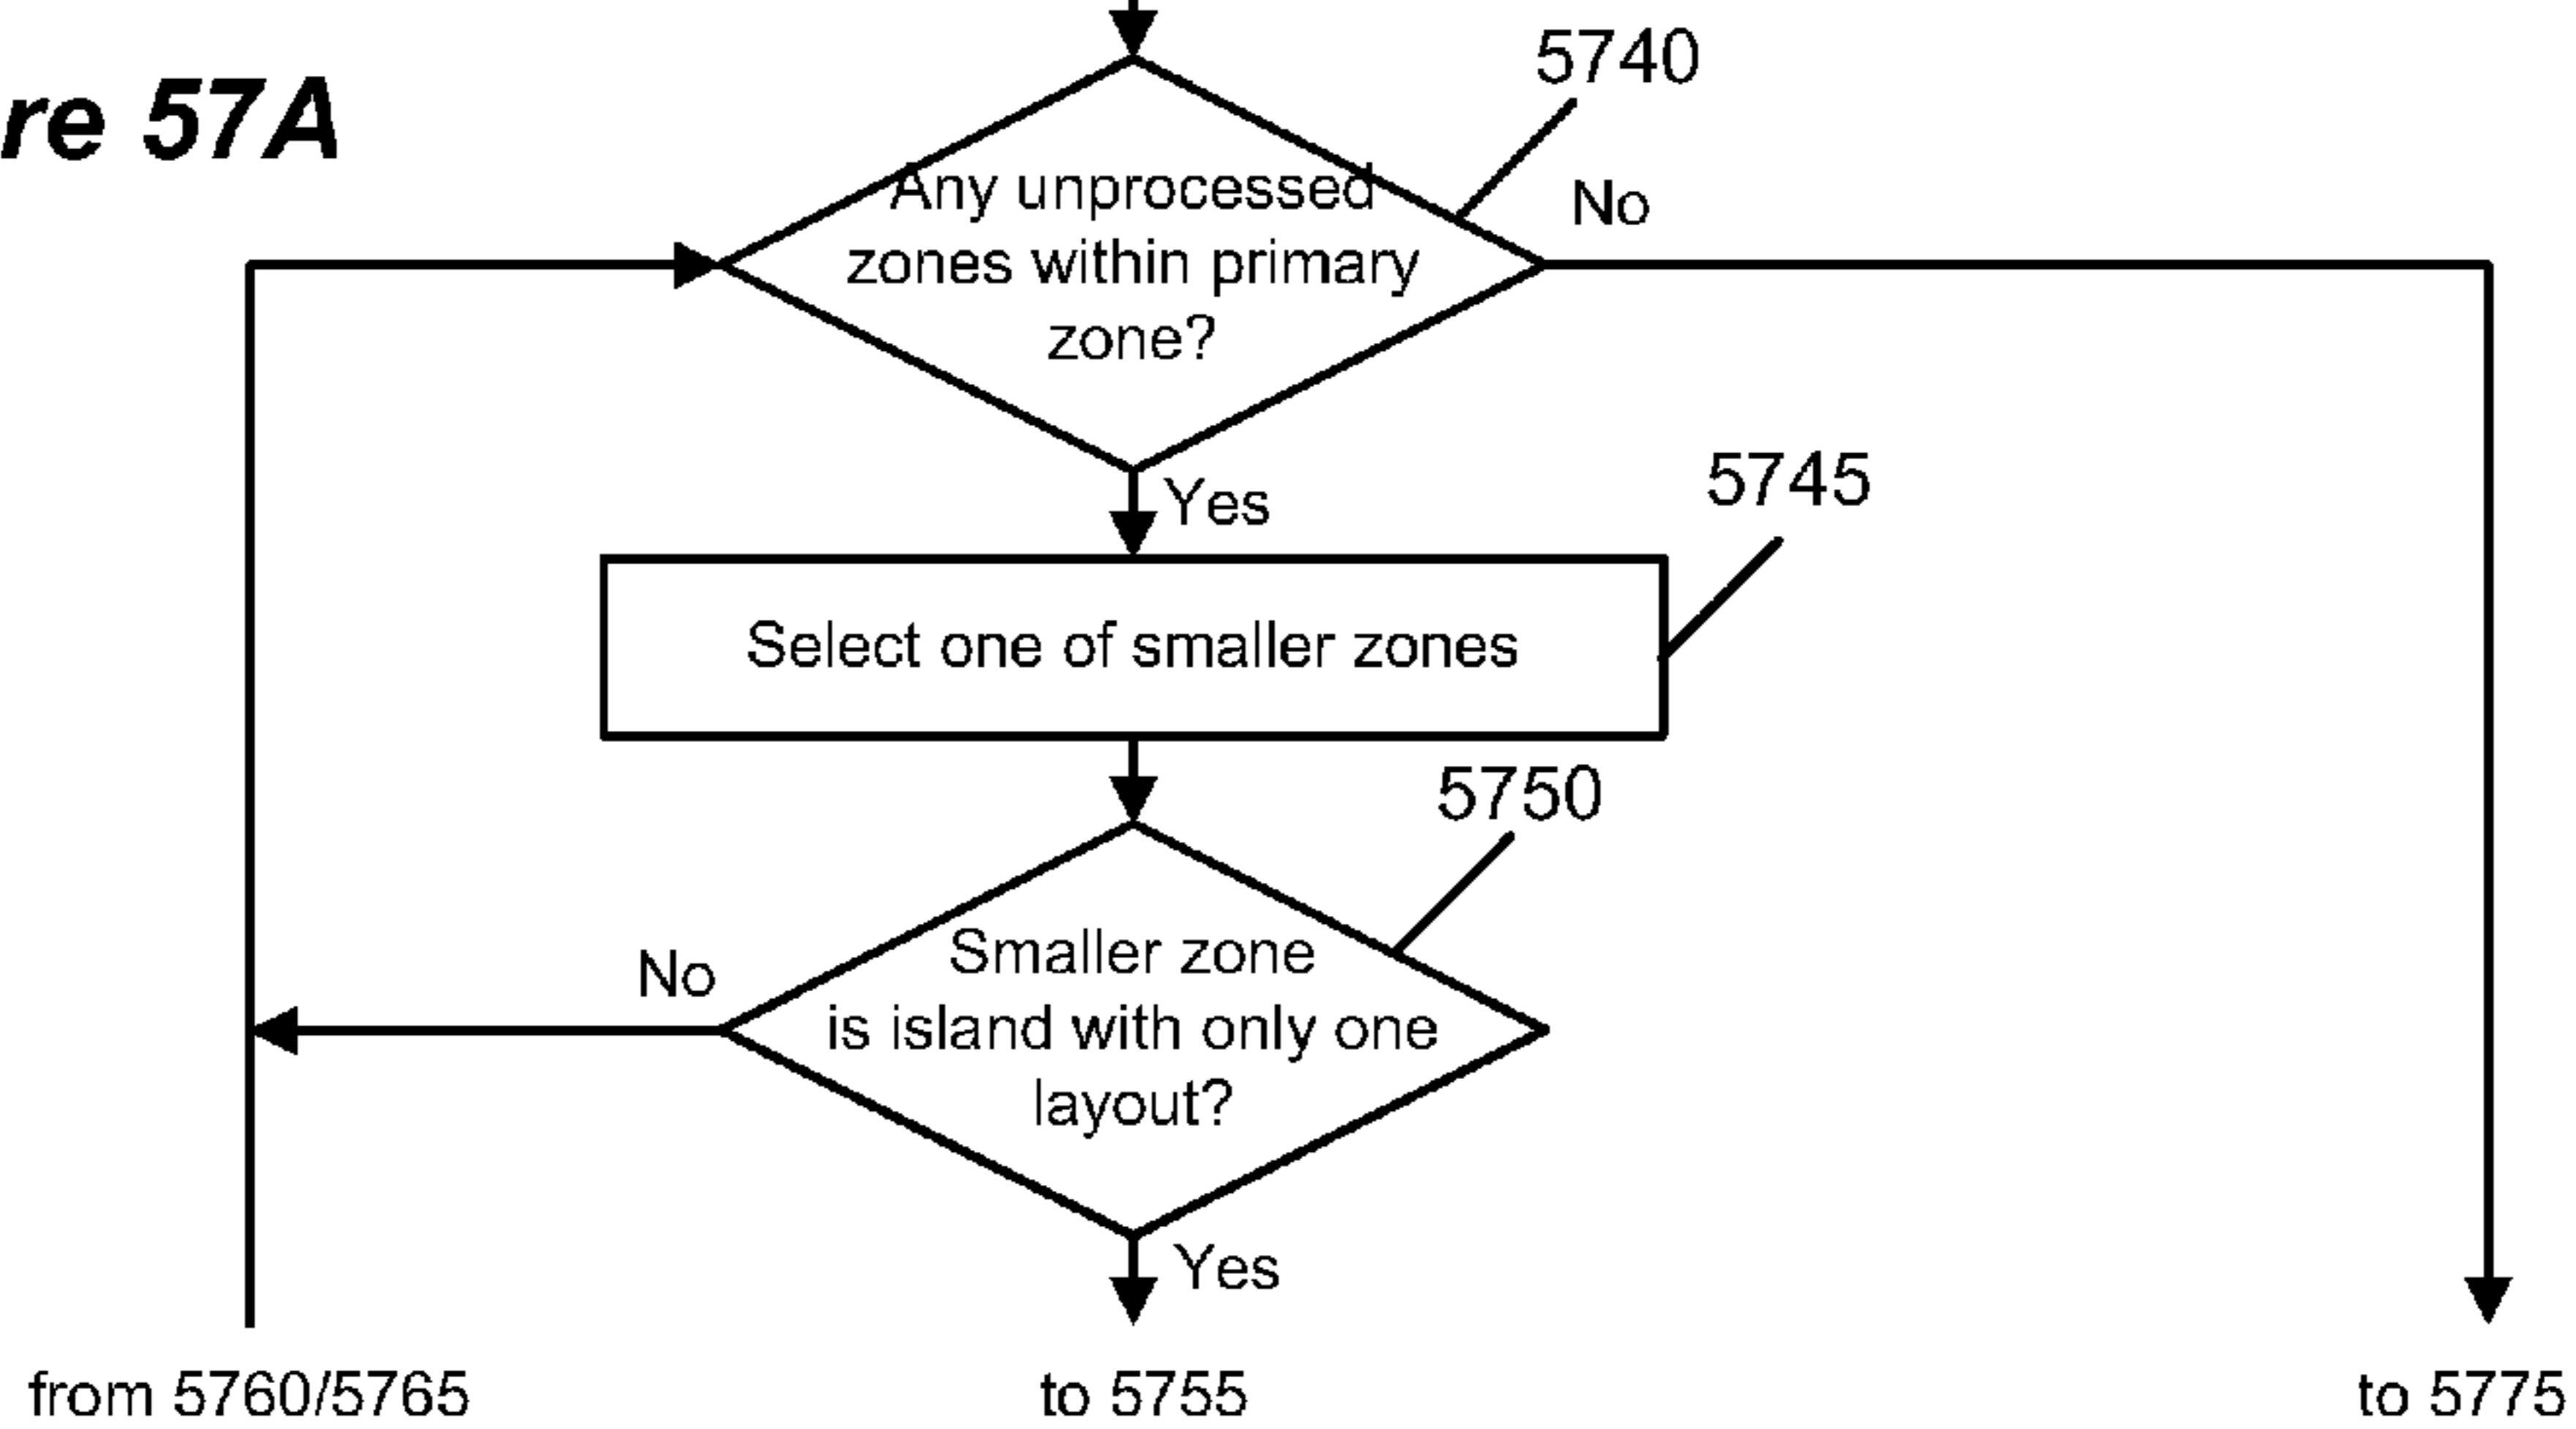 5740
re 57A
Any unprocessed
No
zones within primary
zone?
Yes
5745
Select one of smaller zones
5750
Smaller zone
No
is island with only one
layout?
Yes
from 5760/5765
to 5755
to 5775